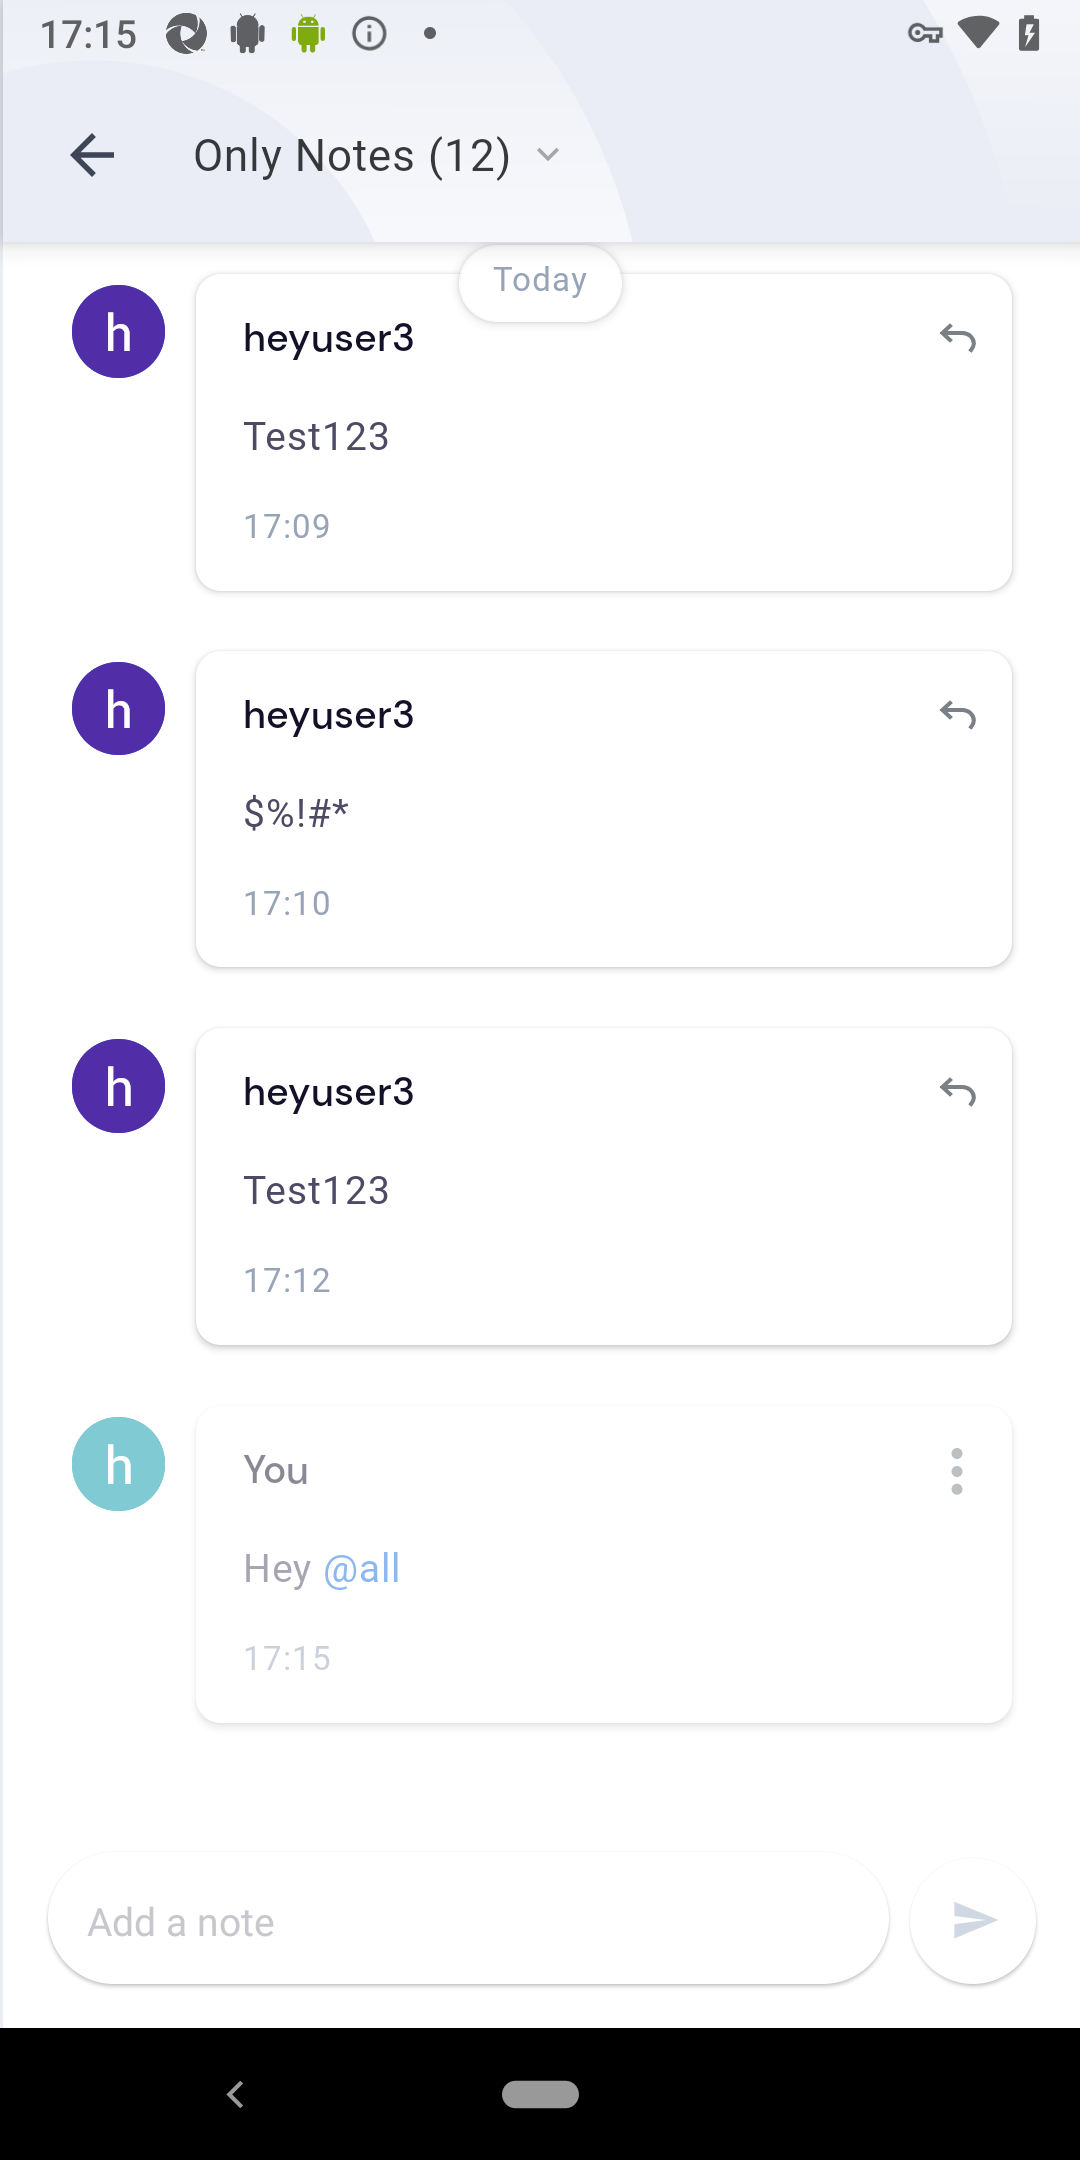 17:15
Only Notes (12)
Today
h
heyuser3
Test123
17:09
h
heyuser3
$%!#*
17:10
h
heyuser3
Test123
17:12
h
You
Hey @all
17:15
Add a note